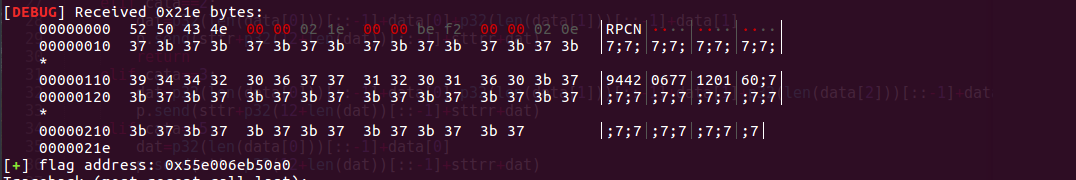 [DEBUG] Received 0x21e bytes:
00000000 52 50 43 4e 00 00 02 1e 00 00 be f2 00 00 02 0e │RPCN│····│····│····│
00000010 37 3b 37 3b 37 3b 37 3b 37 3b 37 3b 37 3b 37 3b │7;7;│7;7;│7;7;│7;7;│
*
00000110 39 34 34 32 30 36 37 37 31 32 30 31 36 30 3b 37 │9442│0677│1201│60;7│
00000120 3b 37 3b 37 3b 37 3b 37 3b 37 3b 37 3b 37 3b 37 │;7;7│;7;7│;7;7│;7;7│
*
00000210 3b 37 3b 37 3b 37 3b 37 3b 37 3b 37 3b 37 │;7;7│;7;7│;7;7│;7│
0000021e
[+] flag address: 0x55e006eb50a0
Traceback (most recent call last):